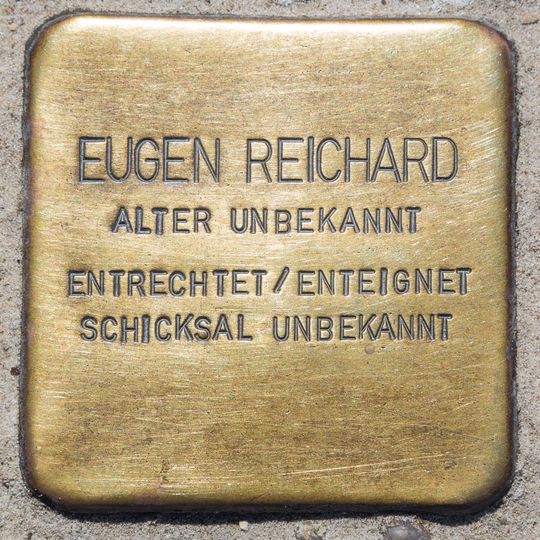 EUGEN REICHARD
ALTER UNBEKANNT
ENTRECHTET/ENTEIGNET
SCHICKSAL UNBEKANNT